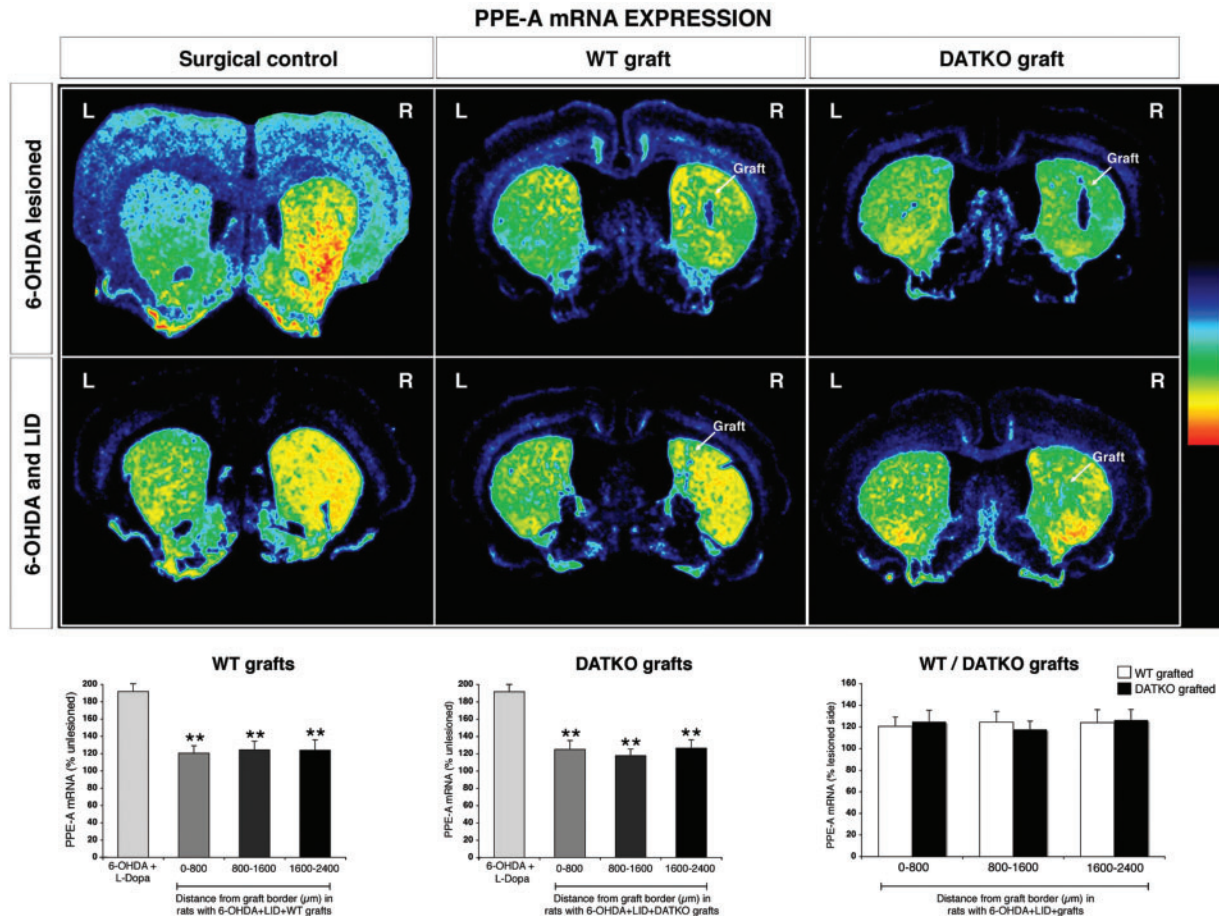 PPE-A mRNA EXPRESSION
Surgical control
WT graft
DATKO graft
6-OHDA lesioned
L
R
L
R
Graft
L
R
Graft
6-OHDA and LID
L
R
L
R
Graft
L
R
Graft
WT grafts
PPE-A mRNA (% unlesioned)
200
180
160
140
120
100
80
60
40
20
0
**
**
**
6-OHDA +
L-Dopa
0-800
800-1600
1600-2400
Distance from graft border (µm) in
rats with 6-OHDA+LID+WT grafts
DATKO grafts
PPE-A mRNA (% unlesioned)
200
180
160
140
120
100
80
60
40
20
0
**
**
**
6-OHDA +
L-Dopa
0-800
800-1600
1600-2400
Distance from graft border (µm) in
rats with 6-OHDA+LID+DATKO grafts
WT / DATKO grafts
WT grafted
DATKO grafted
PPE-A mRNA (% lesioned side)
160
140
120
100
80
60
40
20
0
0-800
800-1600
1600-2400
Distance from graft border (µm) in
rats with 6-OHDA+LID+grafts